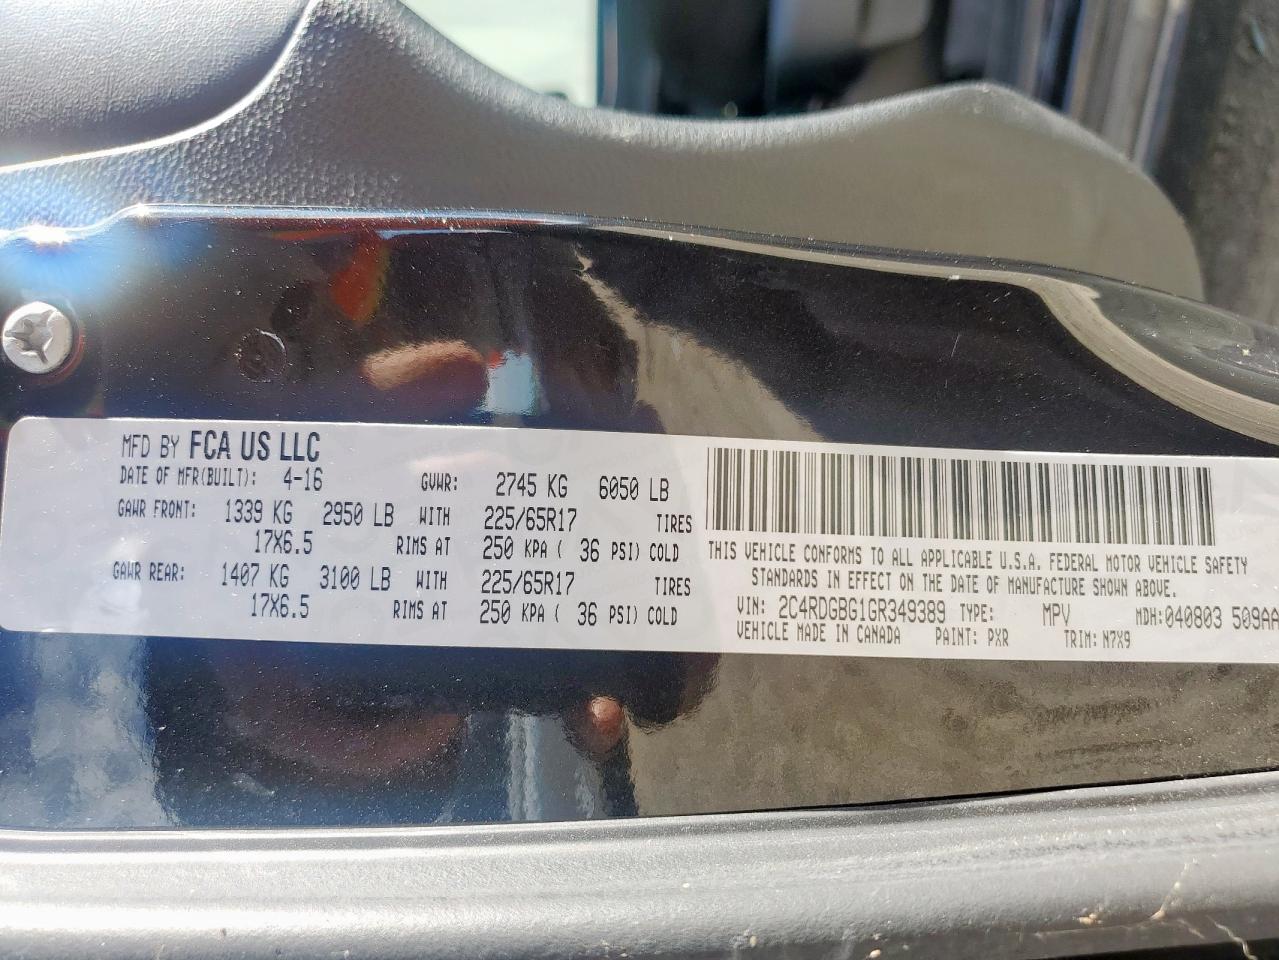 MFD BY FCA US LLC
DATE OF MFR(BUILT): 4-16 GVWR: 2745 KG 6050 LB
GAWR FRONT: 1339 KG 2950 LB WITH 225/65R17 TIRES
17X6.5 RIMS AT 250 KPA ( 36 PSI) COLD
GAWR REAR: 1407 KG 3100 LB WITH 225/65R17 TIRES
17X6.5 RIMS AT 250 KPA ( 36 PSI) COLD
THIS VEHICLE CONFORMS TO ALL APPLICABLE U.S.A. FEDERAL MOTOR VEHICLE SAFETY
STANDARDS IN EFFECT ON THE DATE OF MANUFACTURE SHOWN ABOVE.
VIN: 2C4RDGBG1GR349389 TYPE: MPV MDH: 040803 509AA
VEHICLE MADE IN CANADA PAINT: PXR TRIM: N7X9